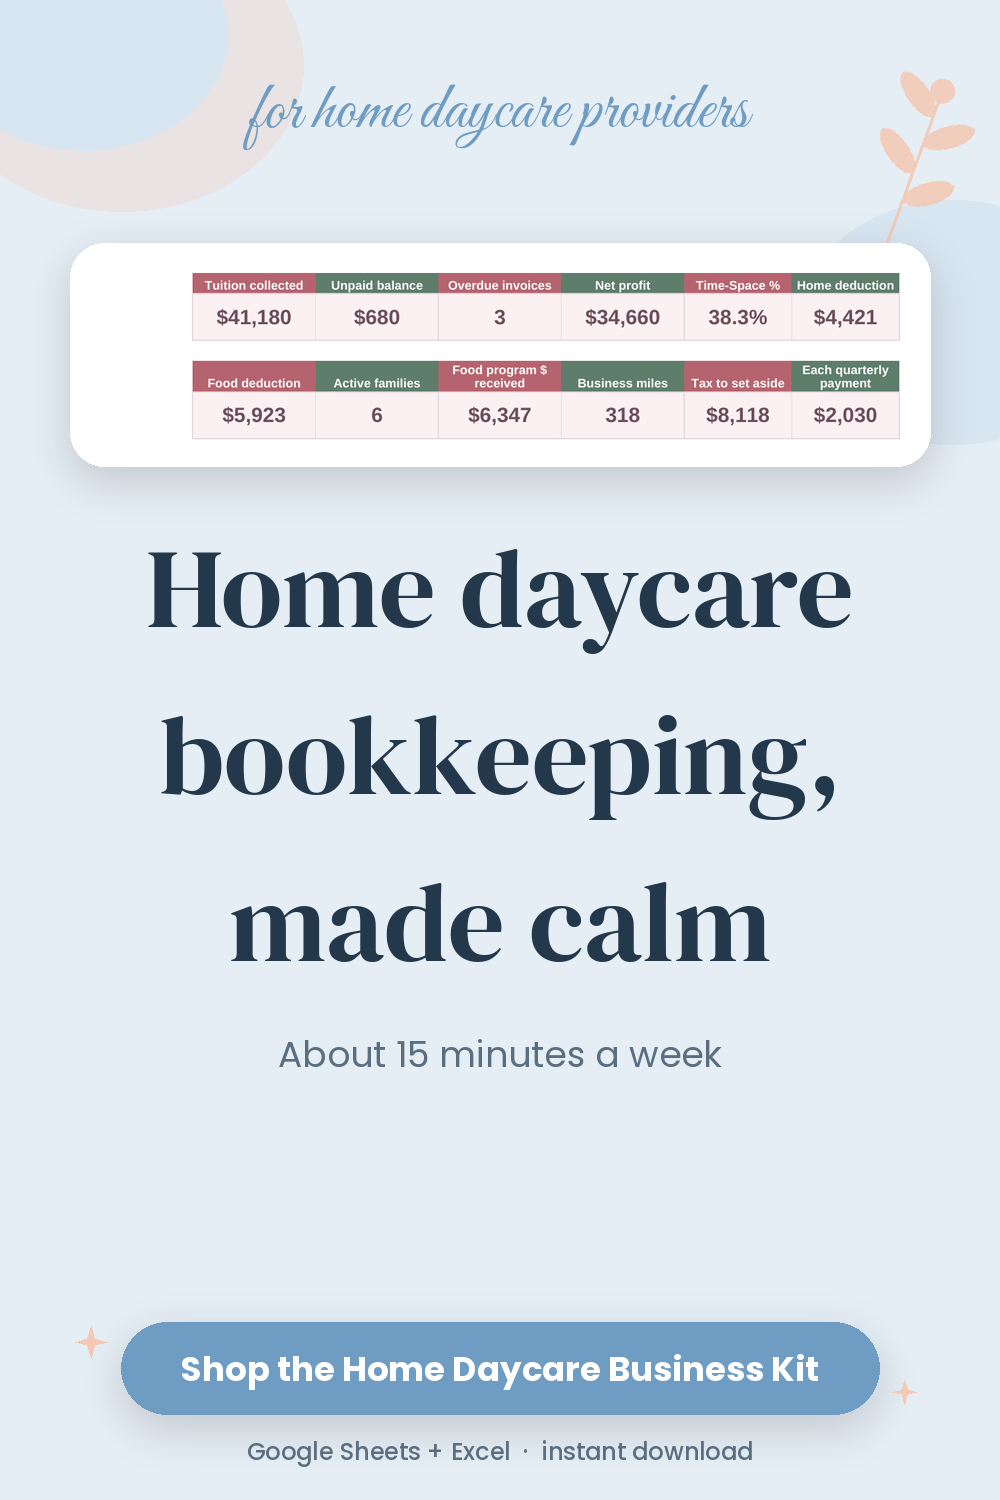 for home daycare providers
Tuition collected Unpaid balance Overdue invoices Net profit Time-Space % Home deduction
$41,180 $680 3 $34,660 38.3% $4,421
Food deduction Active families Food program $ received Business miles Tax to set aside Each quarterly payment
$5,923 6 $6,347 318 $8,118 $2,030
Home daycare
bookkeeping,
made calm
About 15 minutes a week
Shop the Home Daycare Business Kit
Google Sheets + Excel · instant download